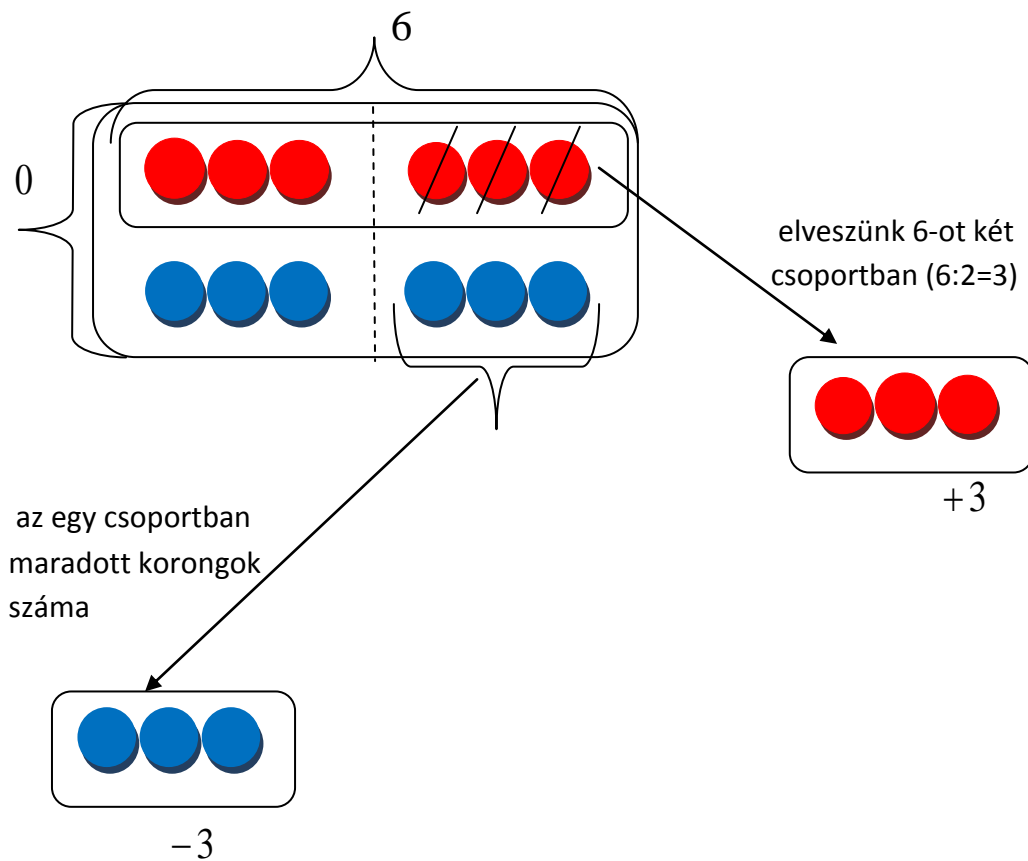 6
0
elveszünk 6-ot két
csoportban (6:2=3)
+3
az egy csoportban
maradott korongok
száma
−3